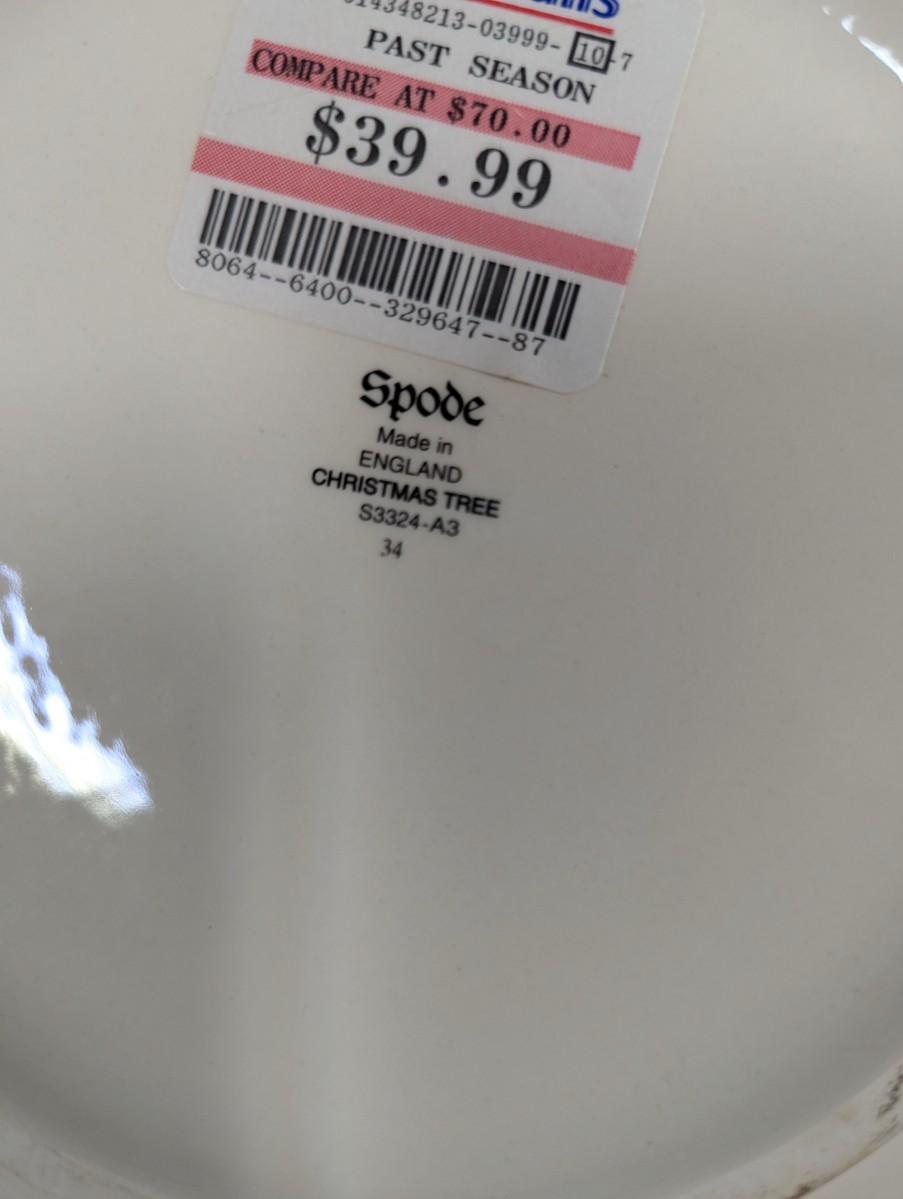 14348213-03999- 10-7
PAST SEASON
COMPARE AT $70.00
$39.99
8064--6400--329647--87
Spode
Made in
ENGLAND
CHRISTMAS TREE
S3324-A3
34